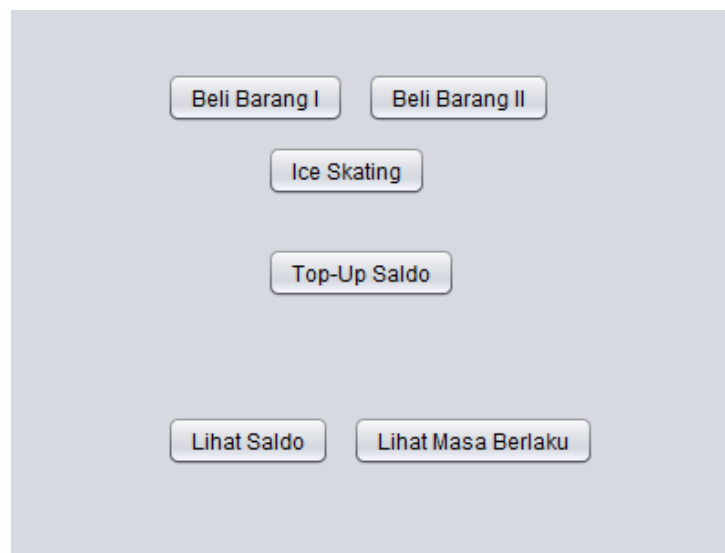 Beli Barang I Beli Barang II
Ice Skating
Top-Up Saldo
Lihat Saldo Lihat Masa Berlaku